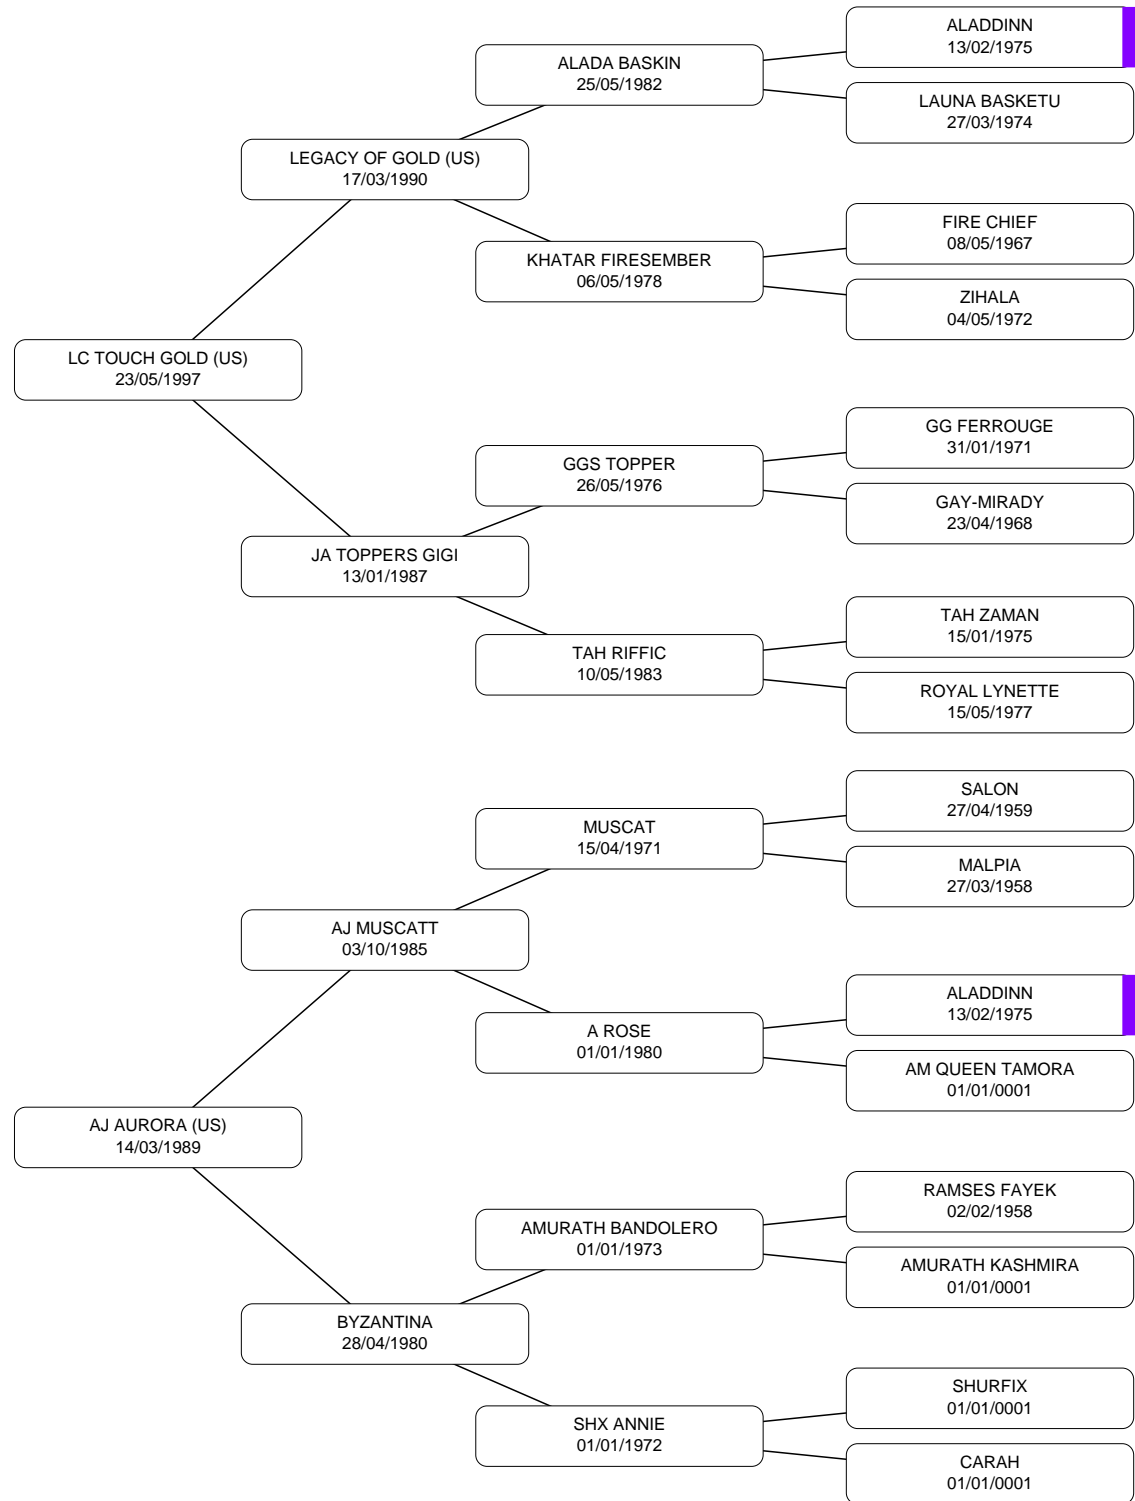 ALADDINN
13/02/1975
ALADA BASKIN
25/05/1982
LAUNA BASKETU
27/03/1974
LEGACY OF GOLD (US)
17/03/1990
FIRE CHIEF
08/05/1967
KHATAR FIRESEMBER
06/05/1978
ZIHALA
04/05/1972
LC TOUCH GOLD (US)
23/05/1997
GG FERROUGE
31/01/1971
GGS TOPPER
26/05/1976
GAY-MIRADY
23/04/1968
JA TOPPERS GIGI
13/01/1987
TAH ZAMAN
15/01/1975
TAH RIFFIC
10/05/1983
ROYAL LYNETTE
15/05/1977
SALON
27/04/1959
MUSCAT
15/04/1971
MALPIA
27/03/1958
AJ MUSCATT
03/10/1985
ALADDINN
13/02/1975
A ROSE
01/01/1980
AM QUEEN TAMORA
01/01/0001
AJ AURORA (US)
14/03/1989
RAMSES FAYEK
02/02/1958
AMURATH BANDOLERO
01/01/1973
AMURATH KASHMIRA
01/01/0001
BYZANTINA
28/04/1980
SHURFIX
01/01/0001
SHX ANNIE
01/01/1972
CARAH
01/01/0001